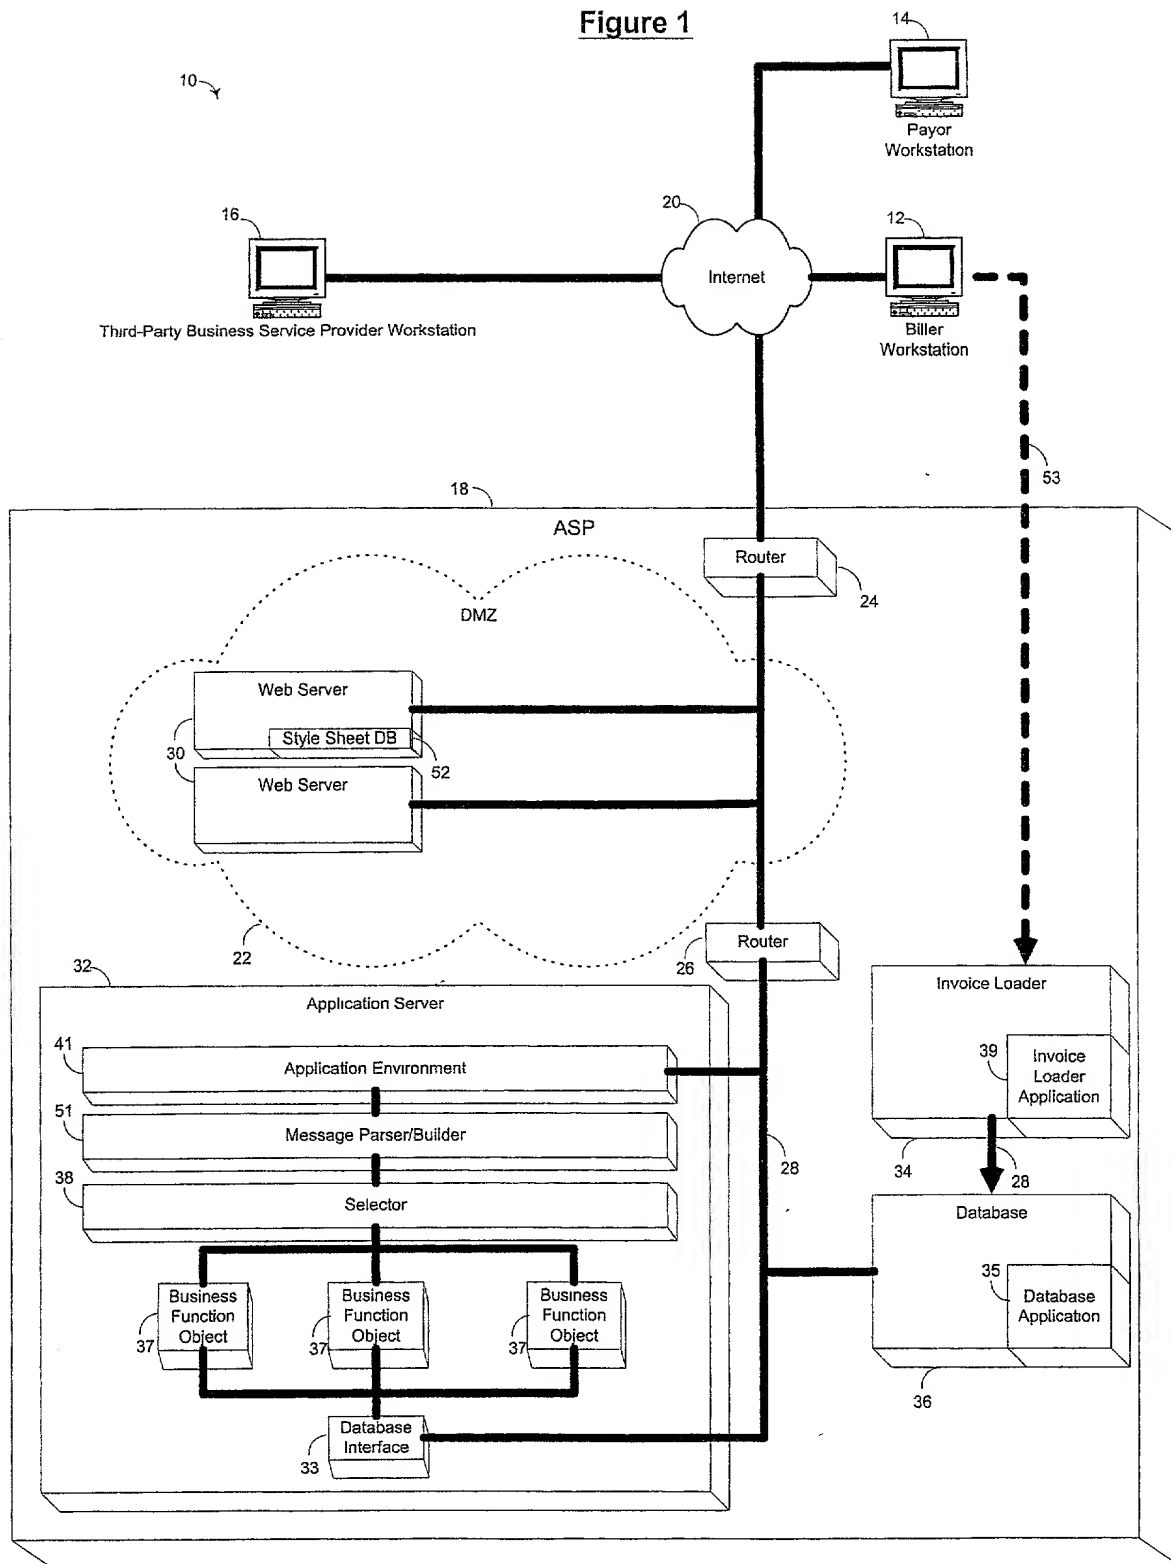 Figure 1
14
10
Payor
Workstation
16
20
12
Internet
Third-Party Business Service Provider Workstation
Biller
Workstation
53
18
ASP
Router
24
DMZ
Web Server
Style Sheet DB
30
52
Web Server
22
26
Router
32
Application Server
Invoice Loader
41
Application Environment
39
Invoice
Loader
Application
51
Message Parser/Builder
28
34
28
38
Selector
Database
35
Database
Application
Business
Function
Object
37
Business
Function
Object
37
Business
Function
Object
37
36
Database
Interface
33